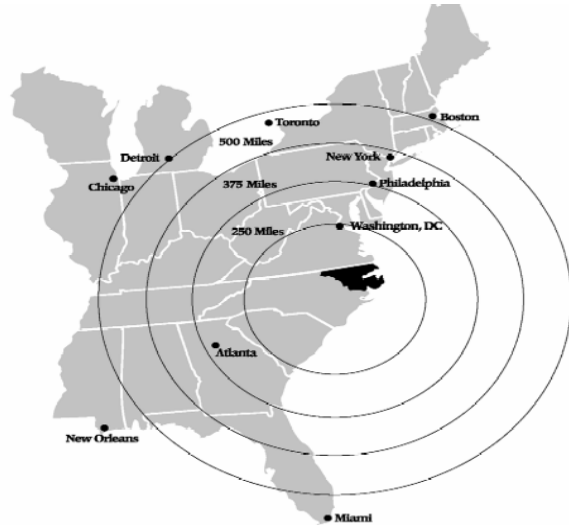 Boston
Toronto
500 Miles
Detroit
New York
Chicago
375 Miles
Philadelphia
250 Miles
Washington, DC
Atlanta
New Orleans
Miami